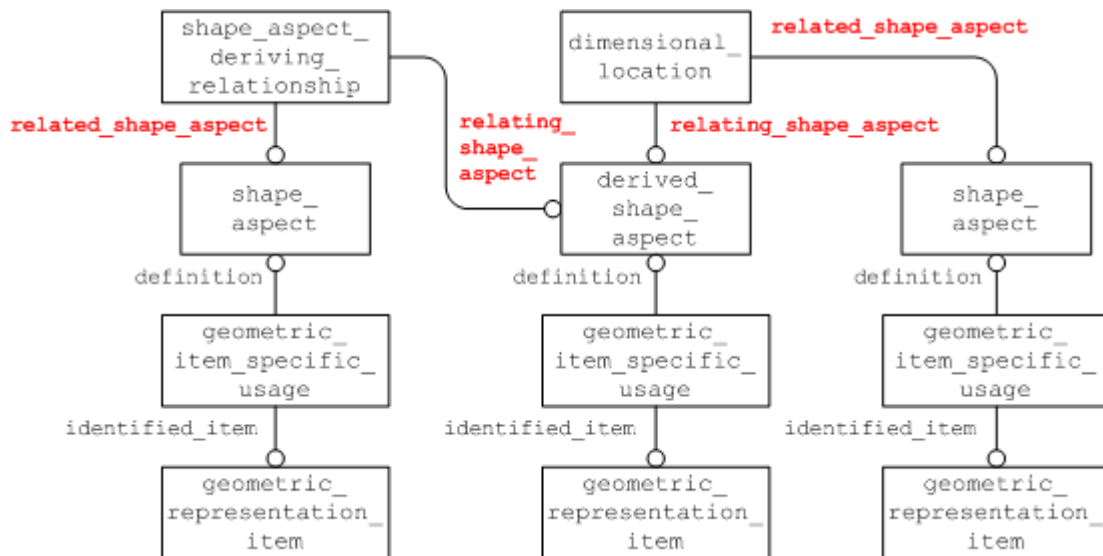 shape_aspect_
deriving_
relationship
dimensional_
location
related_shape_aspect
related_shape_aspect
relating_
shape_
aspect
relating_shape_aspect
shape_
aspect
derived_
shape_
aspect
shape_
aspect
definition
definition
definition
geometric_
item_specific_
usage
geometric_
item_specific_
usage
geometric_
item_specific_
usage
identified_item
identified_item
identified_item
geometric_
representation_
item
geometric_
representation_
item
geometric_
representation_
item